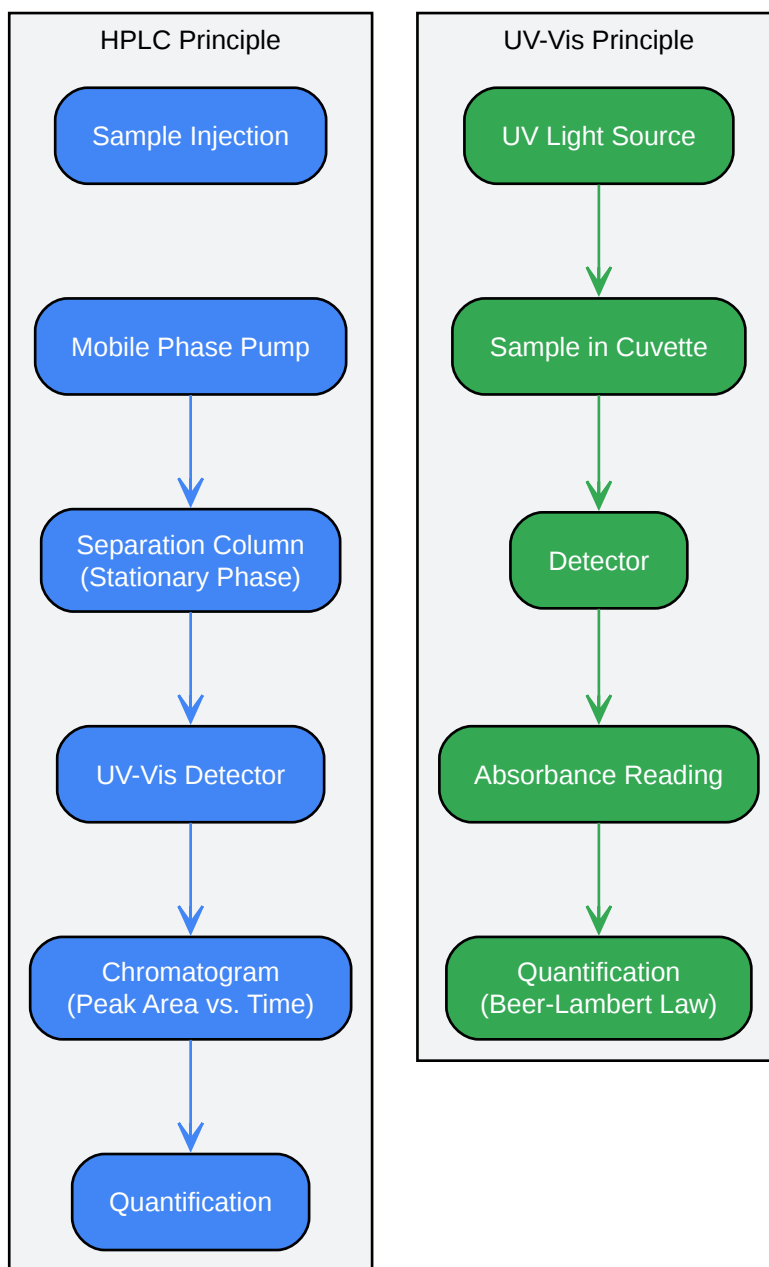 HPLC Principle
Sample Injection
Mobile Phase Pump
Separation Column
(Stationary Phase)
UV-Vis Detector
Chromatogram
(Peak Area vs. Time)
Quantification
UV-Vis Principle
UV Light Source
Sample in Cuvette
Detector
Absorbance Reading
Quantification
(Beer-Lambert Law)